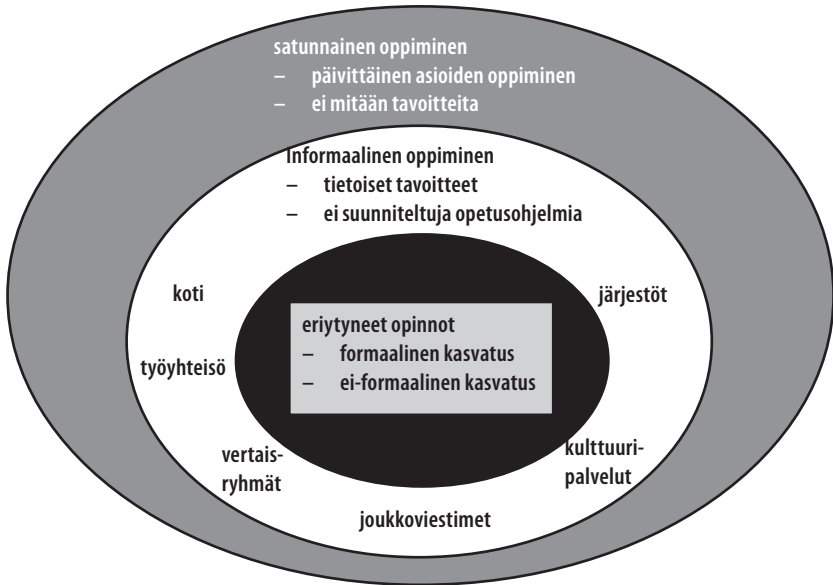 satunnainen oppiminen
– päivittäinen asioiden oppiminen
– ei mitään tavoitteita
Informaalinen oppiminen
– tietoiset tavoitteet
– ei suunniteltuja opetusohjelmia
koti
järjestöt
eriytyneet opinnot
– formaalinen kasvatus
– ei-formaalinen kasvatus
työyhteisö
vertais-
ryhmät
kulttuuri-
palvelut
joukkoviestimet